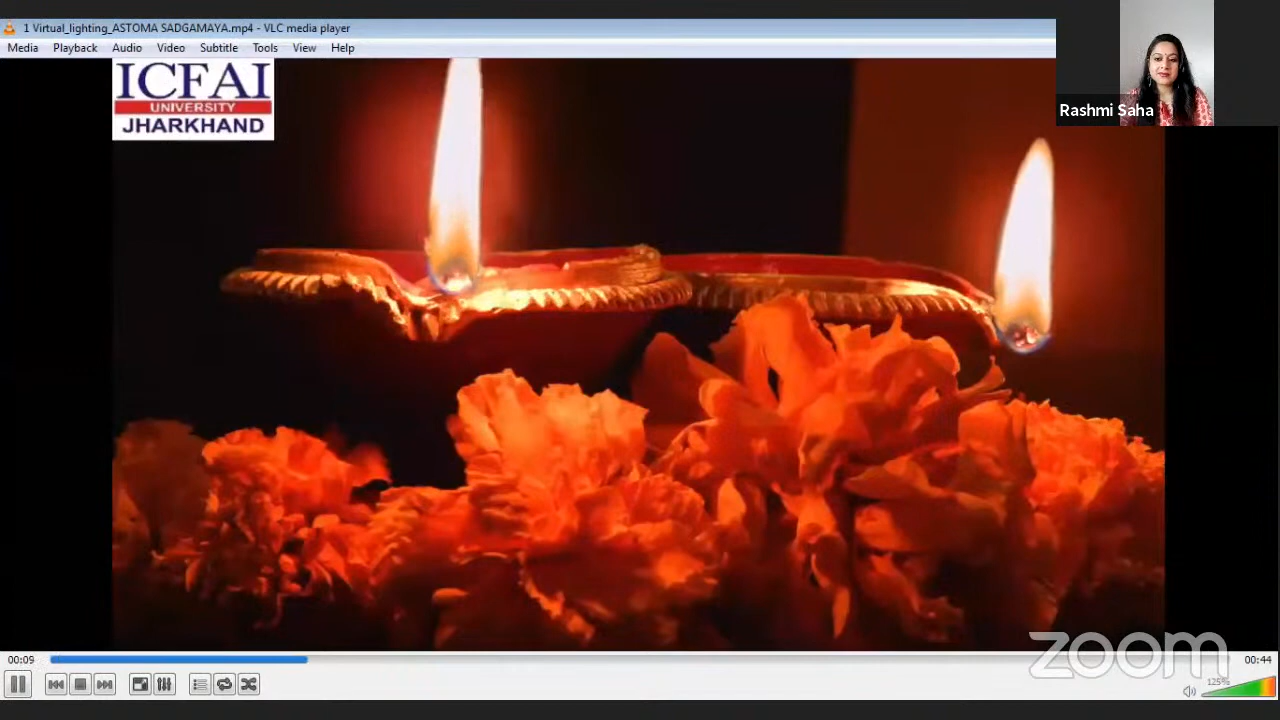 1 Virtual_lighting_ASTOMA SADGAMAYA.mp4 - VLC media player
Media Playback Audio Video Subtitle Tools View Help
ICFAI
UNIVERSITY
JHARKHAND
Rashmi Saha
zoom
00:09
00:44
125%